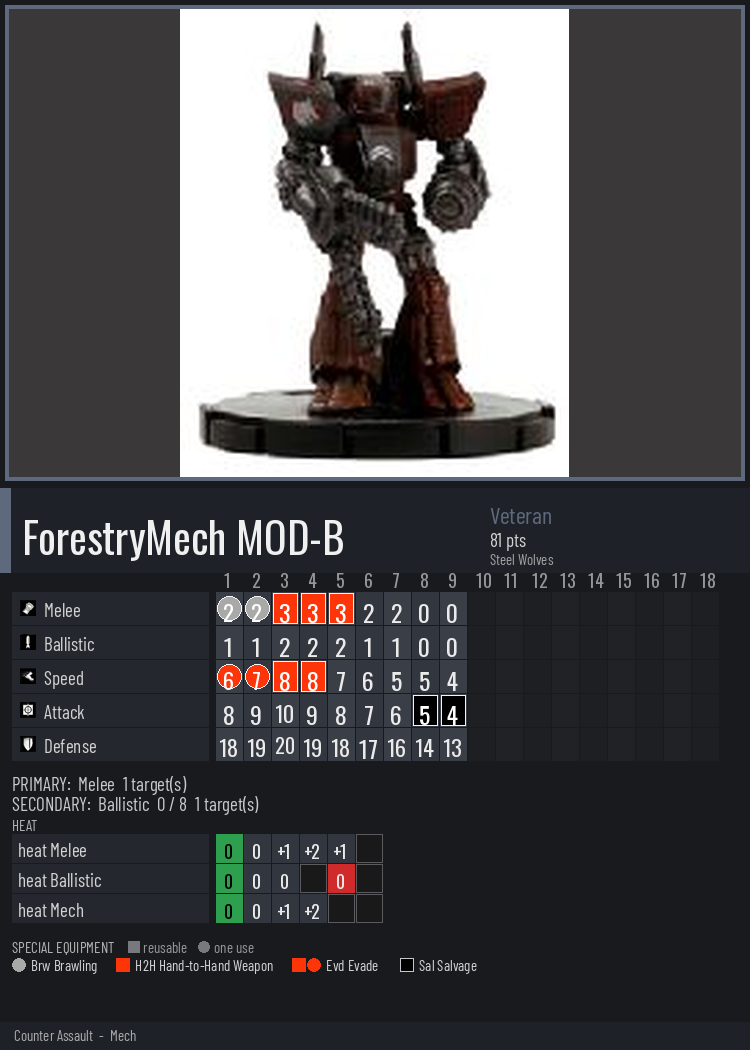 ForestryMech MOD-B
Veteran
81 pts
Steel Wolves
1 2 3 4 5 6 7 8 9 10 11 12 13 14 15 16 17 18
Melee 2 2 3 3 3 2 2 0 0
Ballistic 1 1 2 2 2 1 1 0 0
Speed 6 7 8 8 7 6 5 5 4
Attack 8 9 10 9 8 7 6 5 4
Defense 18 19 20 19 18 17 16 14 13
PRIMARY: Melee 1 target(s)
SECONDARY: Ballistic 0 / 8 1 target(s)
HEAT
heat Melee 0 0 +1 +2 +1
heat Ballistic 0 0 0 0
heat Mech 0 0 +1 +2
SPECIAL EQUIPMENT reusable one use
Brw Brawling H2H Hand-to-Hand Weapon Evd Evade Sal Salvage
Counter Assault - Mech